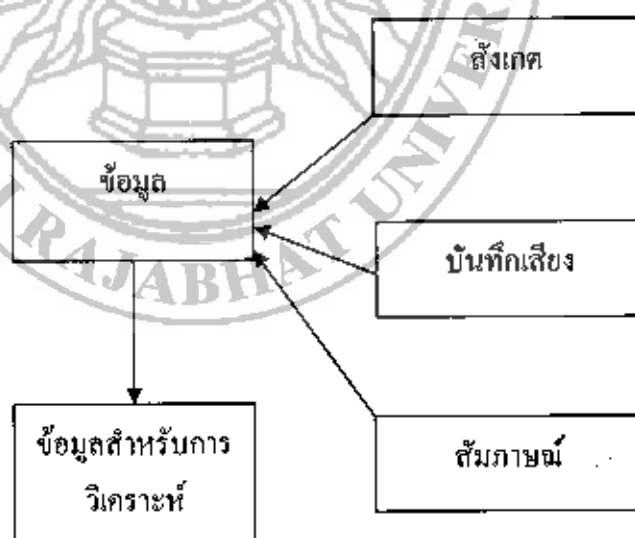 สังเกต
ข้อมูล
บันทึกเสียง
ข้อมูลสำหรับการ
วิเคราะห์
สัมภาษณ์
RAJABHAT UNIVER